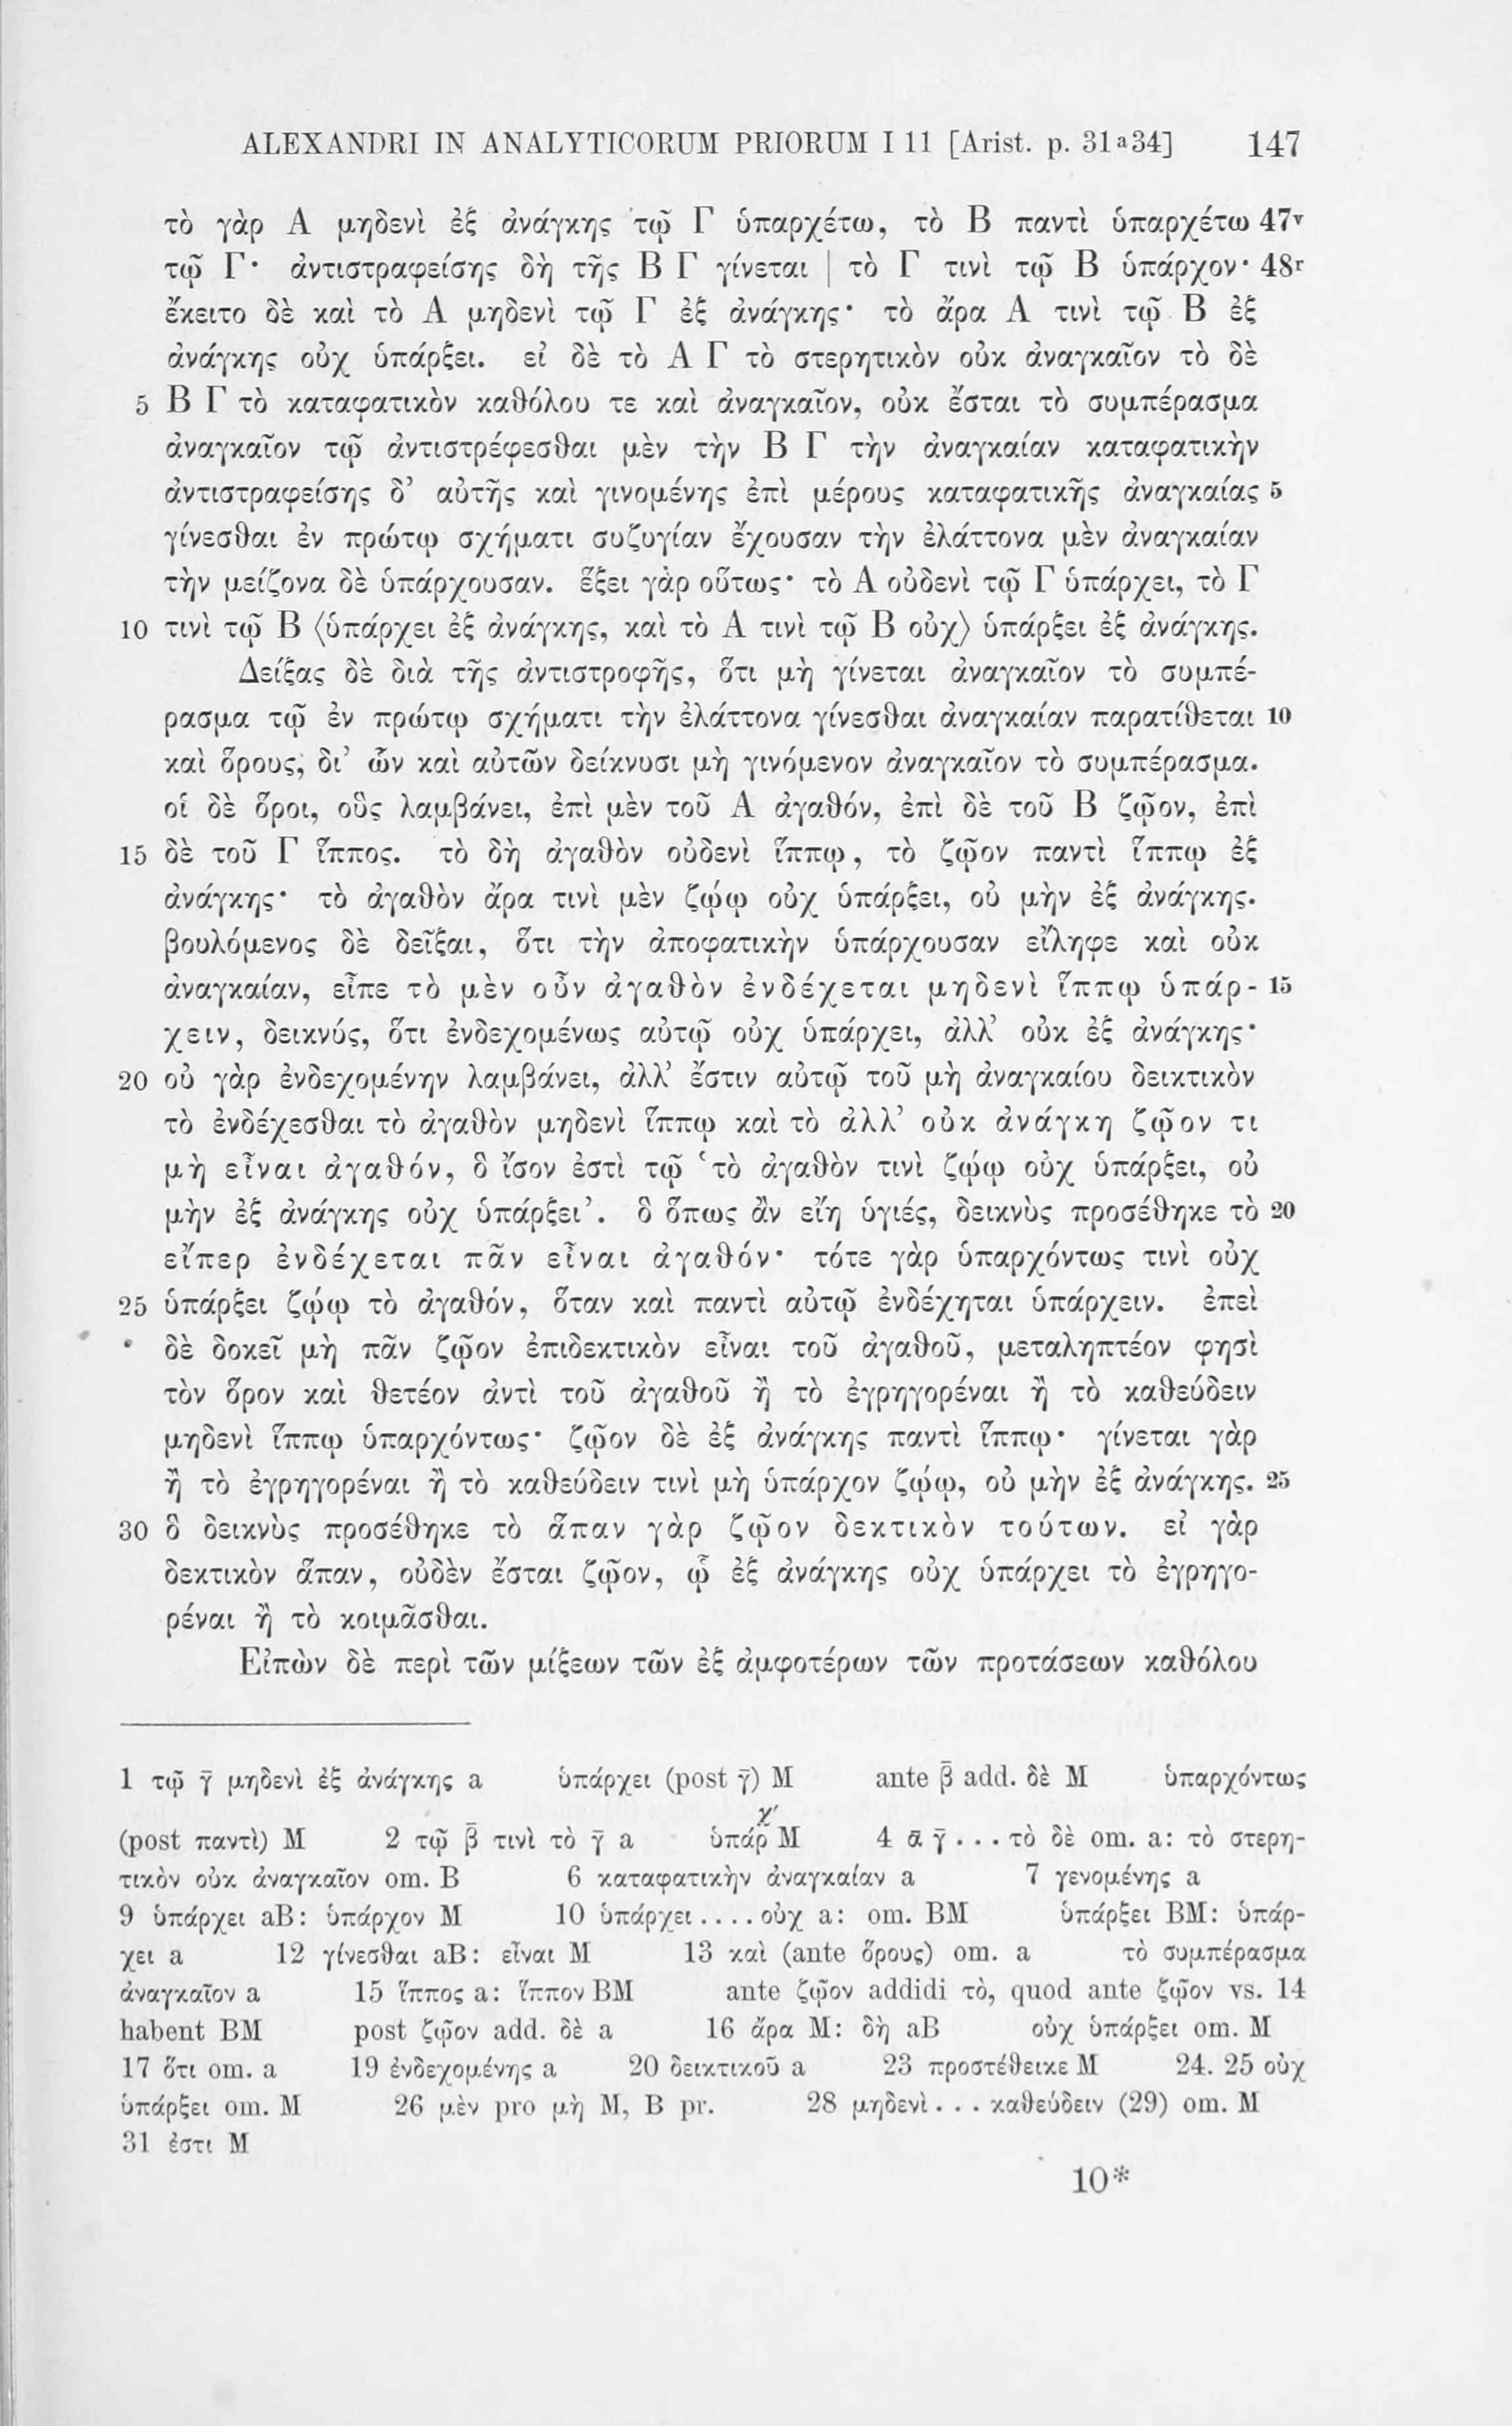 ALEXANDRI IN ANALYTICORUM PRIORUM I 11 [Arist. p. 31a34] 147
τὸ γὰρ Α μηδενὶ ἐξ ἀνάγκης τῷ Γ ὑπαρχέτω, τὸ Β παντὶ ὑπαρχέτω 47v
τῷ Γ· ἀντιστραφείσης δὴ τῆς Β Γ γίνεται | τὸ Γ τινὶ τῷ Β ὑπάρχον· 48r
ἔκειτο δὲ καὶ τὸ Α μηδενὶ τῷ Γ ἐξ ἀνάγκης· τὸ ἄρα Α τινὶ τῷ Β ἐξ
ἀνάγκης οὐχ ὑπάρξει. εἰ δὲ τὸ Α Γ τὸ στερητικὸν οὐκ ἀναγκαῖον τὸ δὲ
5 Β Γ τὸ καταφατικὸν καθόλου τε καὶ ἀναγκαῖον, οὐκ ἔσται τὸ συμπέρασμα
ἀναγκαῖον τῷ ἀντιστρέφεσθαι μὲν τὴν Β Γ τὴν ἀναγκαίαν καταφατικὴν
ἀντιστραφείσης δ’ αὐτῆς καὶ γινομένης ἐπὶ μέρους καταφατικῆς ἀναγκαίας 5
γίνεσθαι ἐν πρώτῳ σχήματι συζυγίαν ἔχουσαν τὴν ἐλάττονα μὲν ἀναγκαίαν
τὴν μείζονα δὲ ὑπάρχουσαν. ἕξει γὰρ οὕτως· τὸ Α οὐδενὶ τῷ Γ ὑπάρχει, τὸ Γ
10 τινὶ τῷ Β ⟨ὑπάρχει ἐξ ἀνάγκης, καὶ τὸ Α τινὶ τῷ Β οὐχ⟩ ὑπάρξει ἐξ ἀνάγκης.
Δείξας δὲ διὰ τῆς ἀντιστροφῆς, ὅτι μὴ γίνεται ἀναγκαῖον τὸ συμπέ-
ρασμα τῷ ἐν πρώτῳ σχήματι τὴν ἐλάττονα γίνεσθαι ἀναγκαίαν παρατίθεται 10
καὶ ὅρους, δι’ ὧν καὶ αὐτῶν δείκνυσι μὴ γινόμενον ἀναγκαῖον τὸ συμπέρασμα.
οἱ δὲ ὅροι, οὓς λαμβάνει, ἐπὶ μὲν τοῦ Α ἀγαθόν, ἐπὶ δὲ τοῦ Β ζῷον, ἐπὶ
15 δὲ τοῦ Γ ἵππος. τὸ δὴ ἀγαθὸν οὐδενὶ ἵππῳ, τὸ ζῷον παντὶ ἵππῳ ἐξ
ἀνάγκης· τὸ ἀγαθὸν ἄρα τινὶ μὲν ζῴῳ οὐχ ὑπάρξει, οὐ μὴν ἐξ ἀνάγκης.
βουλόμενος δὲ δεῖξαι, ὅτι τὴν ἀποφατικὴν ὑπάρχουσαν εἴληφε καὶ οὐκ
ἀναγκαίαν, εἶπε τὸ μὲν οὖν ἀγαθὸν ἐνδέχεται μηδενὶ ἵππῳ ὑπάρ- 15
χειν, δεικνύς, ὅτι ἐνδεχομένως αὐτῷ οὐχ ὑπάρχει, ἀλλ’ οὐκ ἐξ ἀνάγκης·
20 οὐ γὰρ ἐνδεχομένην λαμβάνει, ἀλλ’ ἔστιν αὐτῷ τοῦ μὴ ἀναγκαίου δεικτικὸν
τὸ ἐνδέχεσθαι τὸ ἀγαθὸν μηδενὶ ἵππῳ καὶ τὸ ἀλλ’ οὐκ ἀνάγκη ζῷον τι
μὴ εἶναι ἀγαθόν, ὃ ἴσον ἐστὶ τῷ ‘τὸ ἀγαθὸν τινὶ ζῴῳ οὐχ ὑπάρξει, οὐ
μὴν ἐξ ἀνάγκης οὐχ ὑπάρξει’. ὃ ὅπως ἂν εἴη ὑγιές, δεικνὺς προσέθηκε τὸ 20
εἴπερ ἐνδέχεται πᾶν εἶναι ἀγαθόν· τότε γὰρ ὑπαρχόντως τινὶ οὐχ
25 ὑπάρξει ζῴῳ τὸ ἀγαθόν, ὅταν καὶ παντὶ αὐτῷ ἐνδέχηται ὑπάρχειν. ἐπεὶ
δὲ δοκεῖ μὴ πᾶν ζῷον ἐπιδεκτικὸν εἶναι τοῦ ἀγαθοῦ, μεταληπτέον φησὶ
τὸν ὅρον καὶ θετέον ἀντὶ τοῦ ἀγαθοῦ ἢ τὸ ἐγρηγορέναι ἢ τὸ καθεύδειν
μηδενὶ ἵππῳ ὑπαρχόντως· ζῷον δὲ ἐξ ἀνάγκης παντὶ ἵππῳ· γίνεται γὰρ
ἢ τὸ ἐγρηγορέναι ἢ τὸ καθεύδειν τινὶ μὴ ὑπάρχον ζῴῳ, οὐ μὴν ἐξ ἀνάγκης. 25
30 ὃ δεικνὺς προσέθηκε τὸ ἅπαν γὰρ ζῷον δεκτικὸν τούτων. εἰ γὰρ
δεκτικὸν ἅπαν, οὐδὲν ἔσται ζῷον, ᾧ ἐξ ἀνάγκης οὐχ ὑπάρχει τὸ ἐγρηγο-
ρέναι ἢ τὸ κοιμᾶσθαι.
Εἰπὼν δὲ περὶ τῶν μίξεων τῶν ἐξ ἀμφοτέρων τῶν προτάσεων καθόλου
1 τῷ γ̄ μηδενὶ ἐξ ἀνάγκης a ὑπάρχει (post γ̄) M ante β̄ add. δὲ M ὑπαρχόντως
(post παντὶ) M 2 τῷ β̄ τινὶ τὸ γ̄ a ὑπάρχ́ M 4 ᾱ γ̄ . . . τὸ δὲ om. a: τὸ στερη-
τικὸν οὐκ ἀναγκαῖον om. B 6 καταφατικὴν ἀναγκαίαν a 7 γενομένης a
9 ὑπάρχει aB: ὑπάρχον M 10 ὑπάρχει . . . . οὐχ a: om. BM ὑπάρξει BM: ὑπάρ-
χει a 12 γίνεσθαι aB: εἶναι M 13 καὶ (ante ὅρους) om. a τὸ συμπέρασμα
ἀναγκαῖον a 15 ἵππος a: ἵππον BM ante ζῷον addidi τὸ, quod ante ζῷον vs. 14
habent BM post ζῷον add. δὲ a 16 ἄρα M: δὴ aB οὐχ ὑπάρξει om. M
17 ὅτι om. a 19 ἐνδεχομένης a 20 δεικτικοῦ a 23 προστέθεικε M 24. 25 οὐχ
ὑπάρξει om. M 26 μὲν pro μὴ M, B pr. 28 μηδενὶ . . . καθεύδειν (29) om. M
31 ἐστι M
10*